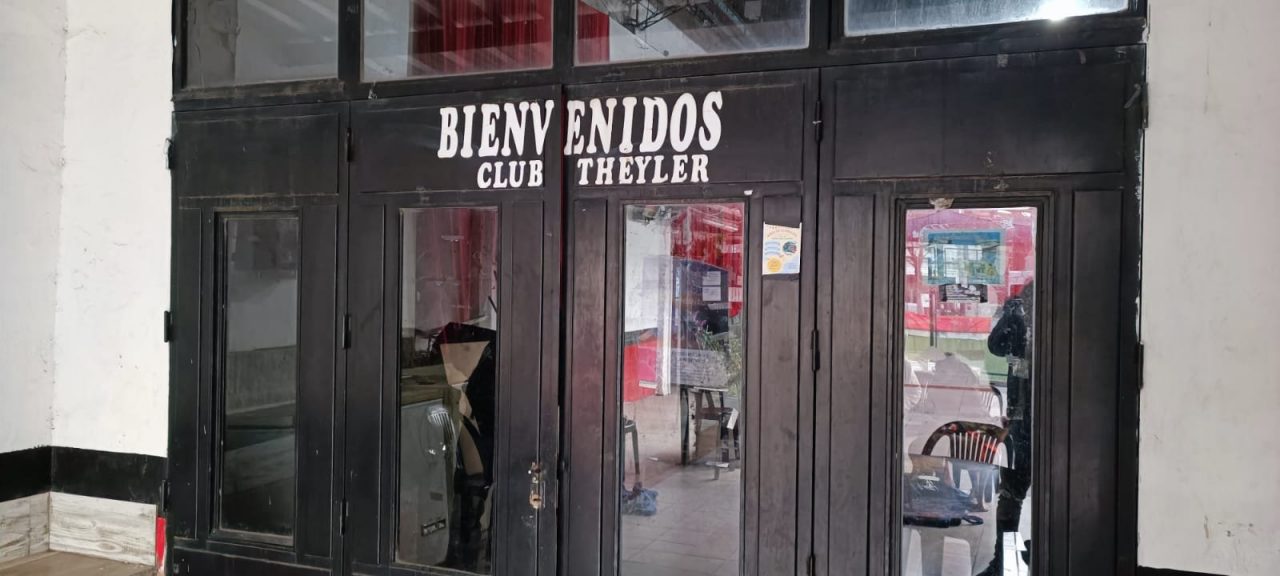 BIENVENIDOS
CLUB THEYLER